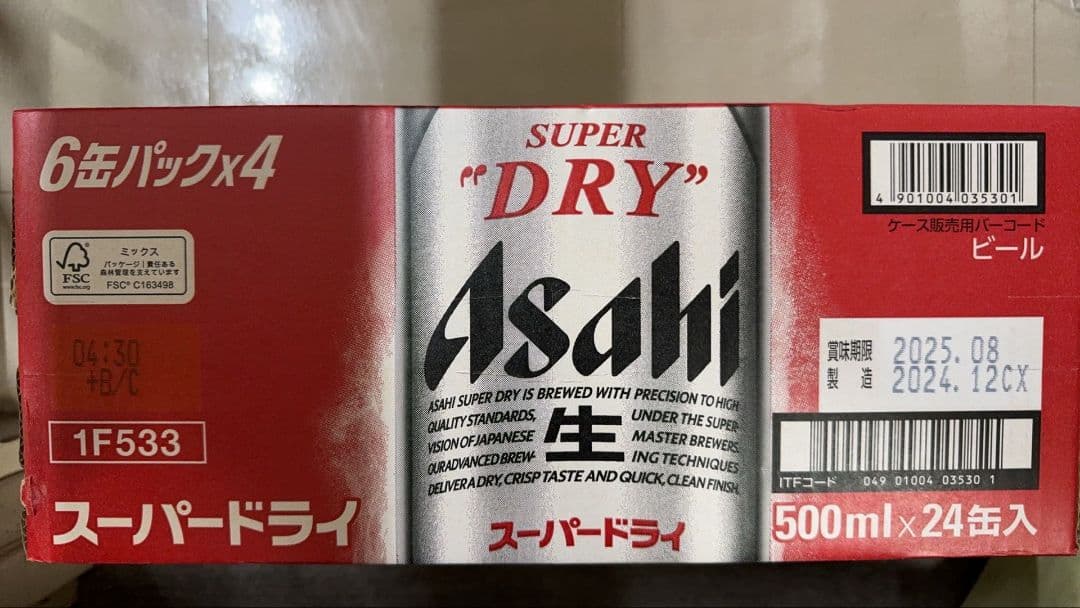 6缶パックx4
FSC
www.fsc.org
ミックス
パッケージ|責任ある
森林管理を支えています
FSC® C163498
04:30
+B/C
1F533
スーパードライ
SUPER
"DRY"
Asahi
ASAHI SUPER DRY IS BREWED WITH PRECISION TO HIGH
QUALITY STANDARDS, UNDER THE SUPER-
VISION OF JAPANESE MASTER BREWERS.
OUR ADVANCED BREW- ING TECHNIQUES
DELIVER A DRY, CRISP TASTE AND QUICK, CLEAN FINISH.
生
スーパードライ
4 901004 035301
ケース販売用バーコード
ビール
賞味期限 2025.08
製造 2024.12CX
ITFコード 049 01004 03530 1
500ml×24缶入